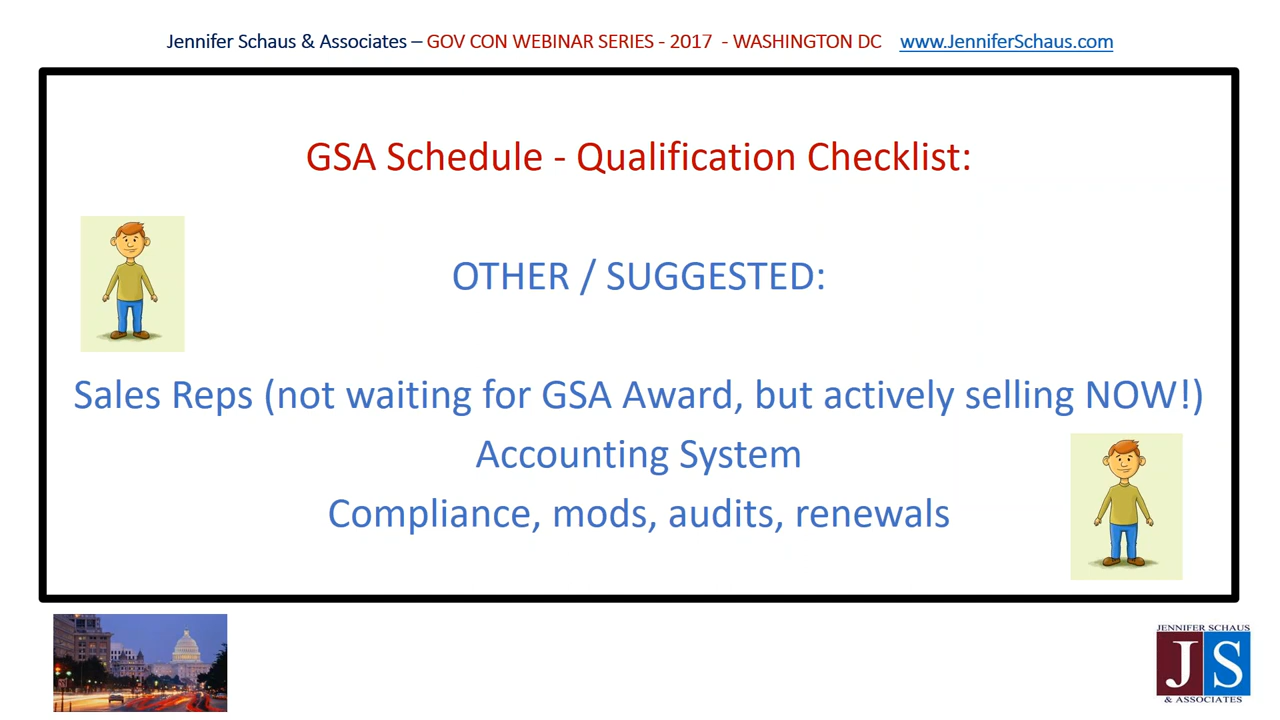 Jennifer Schaus & Associates – GOV CON WEBINAR SERIES - 2017 - WASHINGTON DC www.JenniferSchaus.com
GSA Schedule - Qualification Checklist:
OTHER / SUGGESTED:
Sales Reps (not waiting for GSA Award, but actively selling NOW!)
Accounting System
Compliance, mods, audits, renewals
JENNIFER SCHAUS
JS
& ASSOCIATES